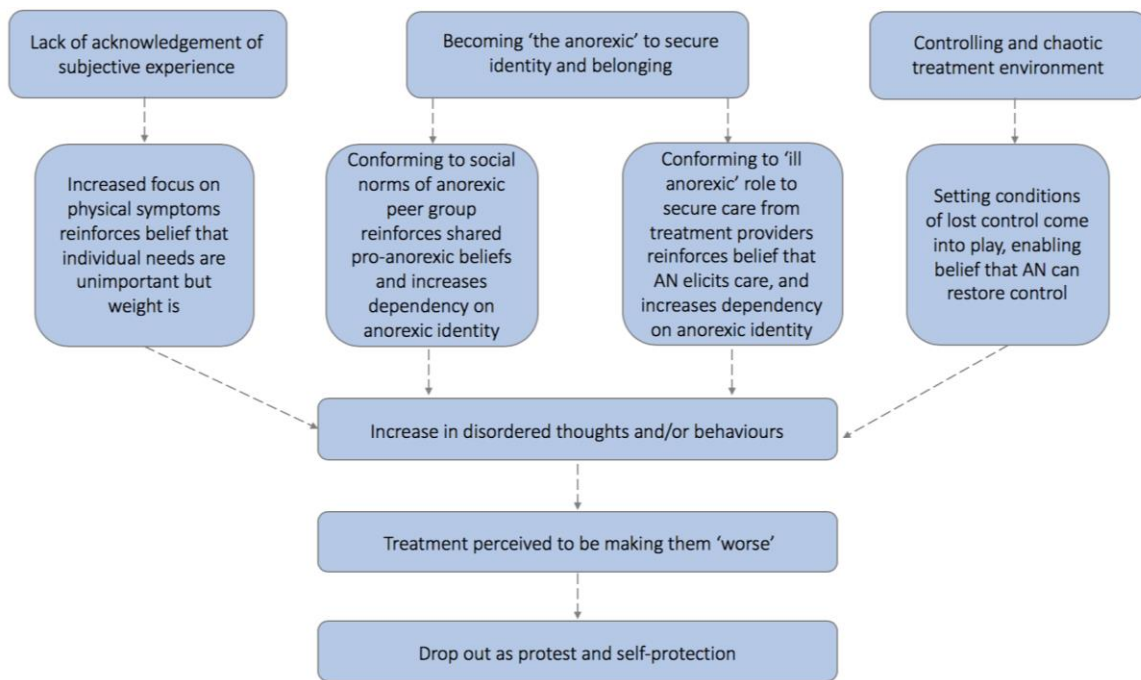 Lack of acknowledgement of
subjective experience
Becoming ‘the anorexic’ to secure
identity and belonging
Controlling and chaotic
treatment environment
Increased focus on
physical symptoms
reinforces belief that
individual needs are
unimportant but
weight is
Conforming to social
norms of anorexic
peer group
reinforces shared
pro-anorexic beliefs
and increases
dependency on
anorexic identity
Conforming to ‘ill
anorexic’ role to
secure care from
treatment providers
reinforces belief that
AN elicits care, and
increases dependency
on anorexic identity
Setting conditions
of lost control come
into play, enabling
belief that AN can
restore control
Increase in disordered thoughts and/or behaviours
Treatment perceived to be making them ‘worse’
Drop out as protest and self-protection